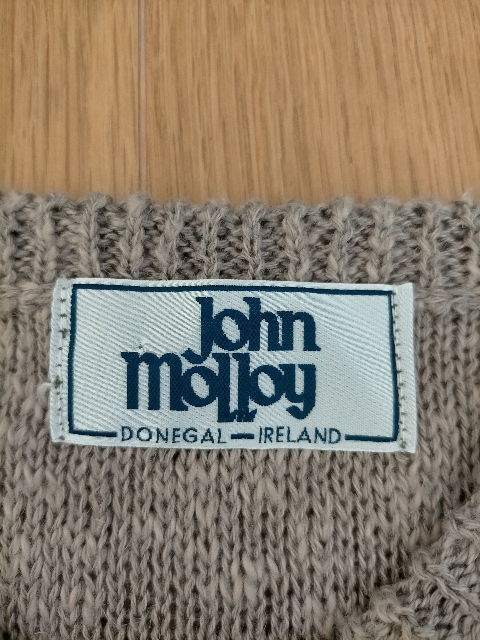 John
Molloy
DONEGAL — IRELAND